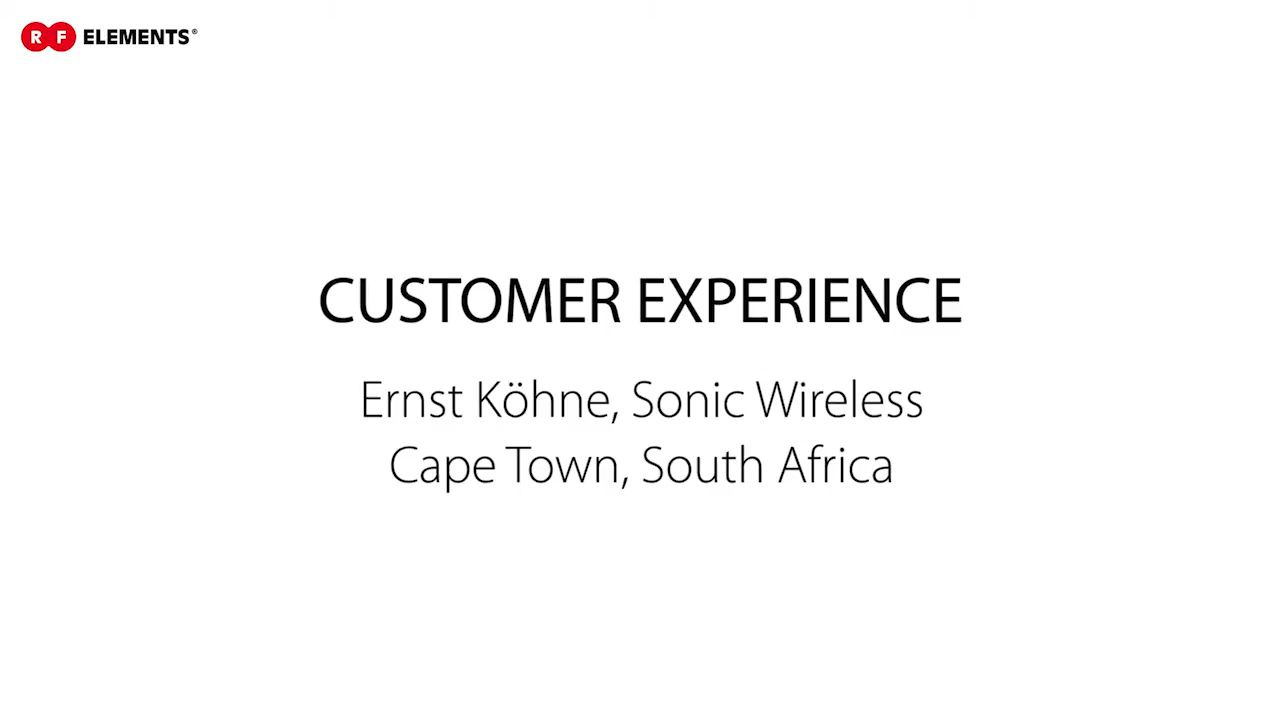 RF ELEMENTS®
CUSTOMER EXPERIENCE
Ernst Köhne, Sonic Wireless
Cape Town, South Africa